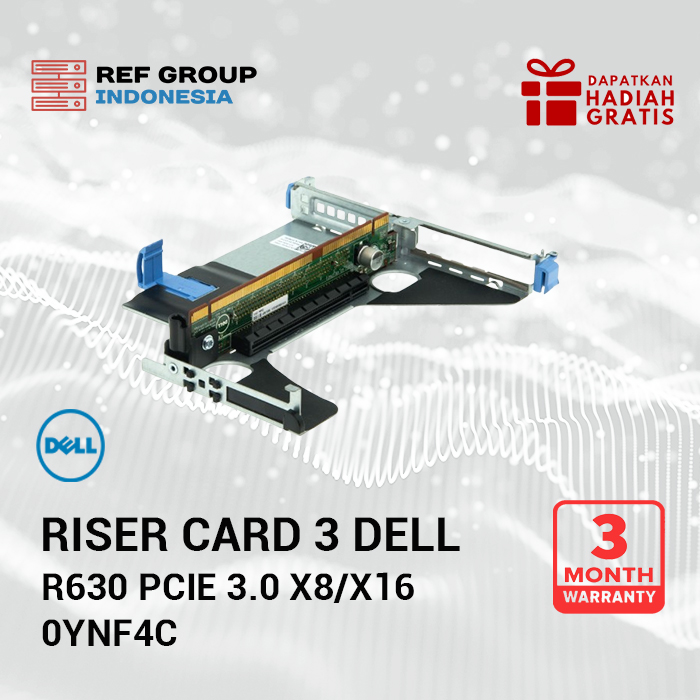 REF GROUP
INDONESIA
DAPATKAN
HADIAH
GRATIS
DELL
RISER CARD 3 DELL
R630 PCIE 3.0 X8/X16
0YNF4C
3
MONTH
WARRANTY